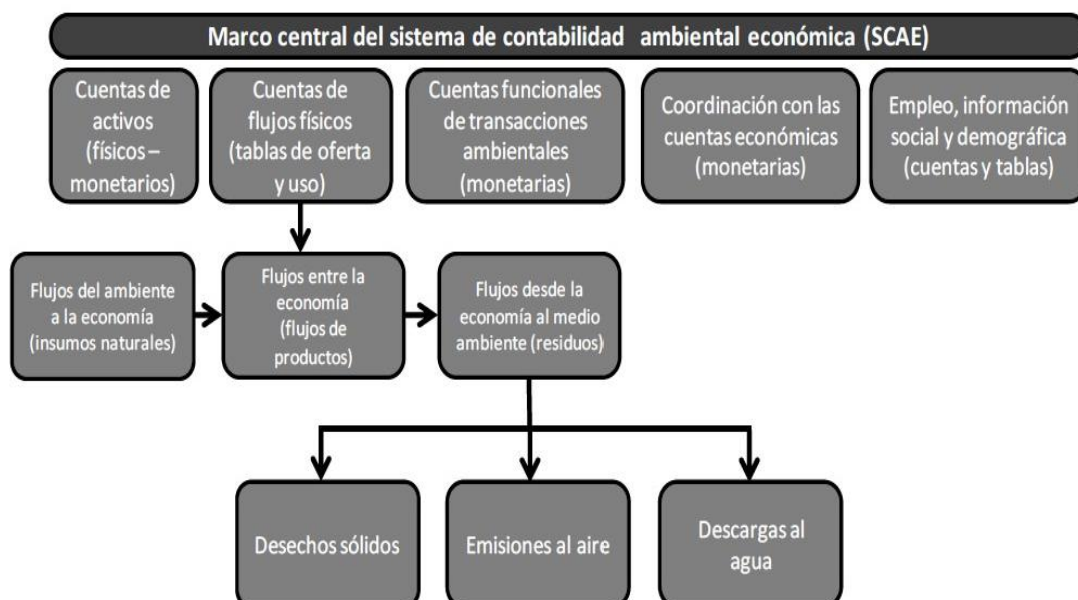 Marco central del sistema de contabilidad ambiental económica (SCAE)
Cuentas de
activos
(físicos –
monetarios)
Cuentas de
flujos físicos
(tablas de oferta
y uso)
Cuentas funcionales
de transacciones
ambientales
(monetarias)
Coordinación con las
cuentas económicas
(monetarias)
Empleo, información
social y demográfica
(cuentas y tablas)
Flujos del ambiente
a la economía
(insumos naturales)
Flujos entre la
economía
(flujos de
productos)
Flujos desde la
economía al medio
ambiente (residuos)
Desechos sólidos
Emisiones al aire
Descargas al
agua